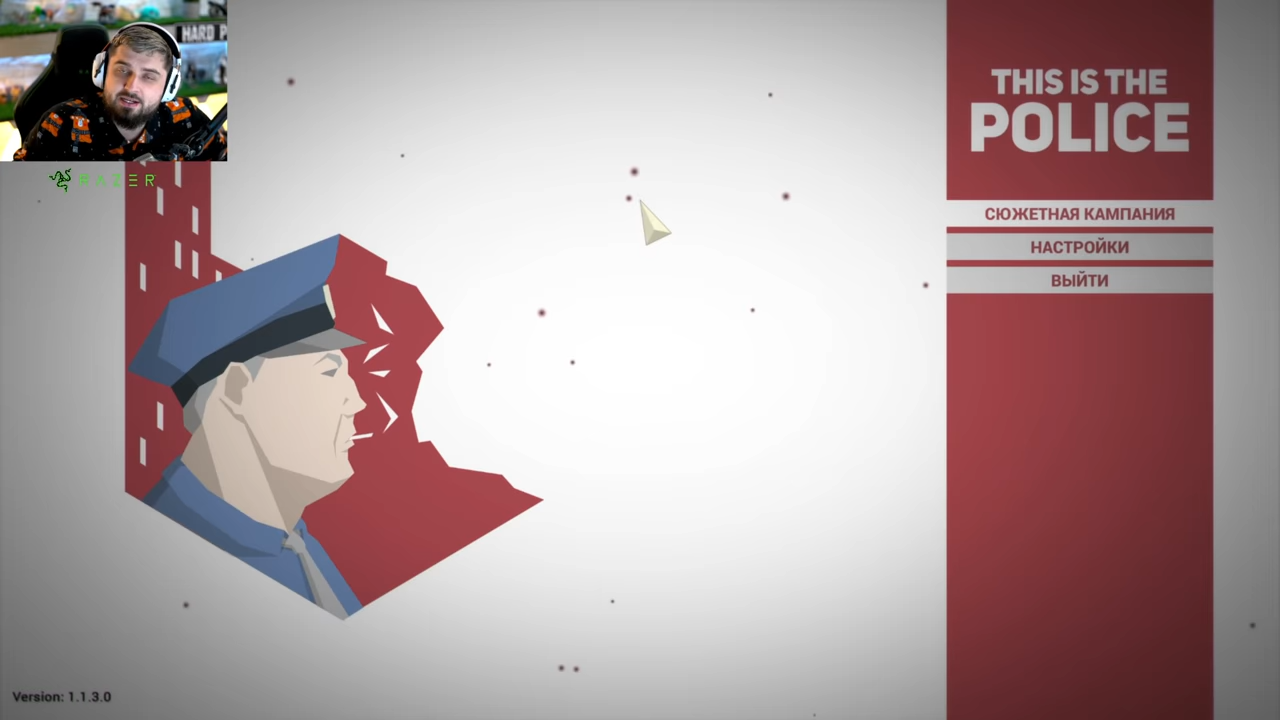 HARD P
RAZER
THIS IS THE
POLICE
СЮЖЕТНАЯ КАМПАНИЯ
НАСТРОЙКИ
ВЫЙТИ
Version: 1.1.3.0